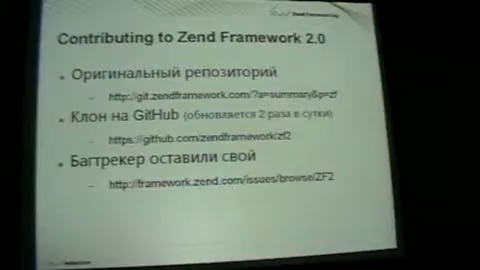 Contributing to Zend Framework 2.0
Оригинальный репозиторий
http://git.zendframework.com/?a=summary&p=zf
Клон на GitHub (обновляется 2 раза в сутки)
https://github.com/zendframework/zf2
Багтрекер оставили свой
http://framework.zend.com/issues/browse/ZF2